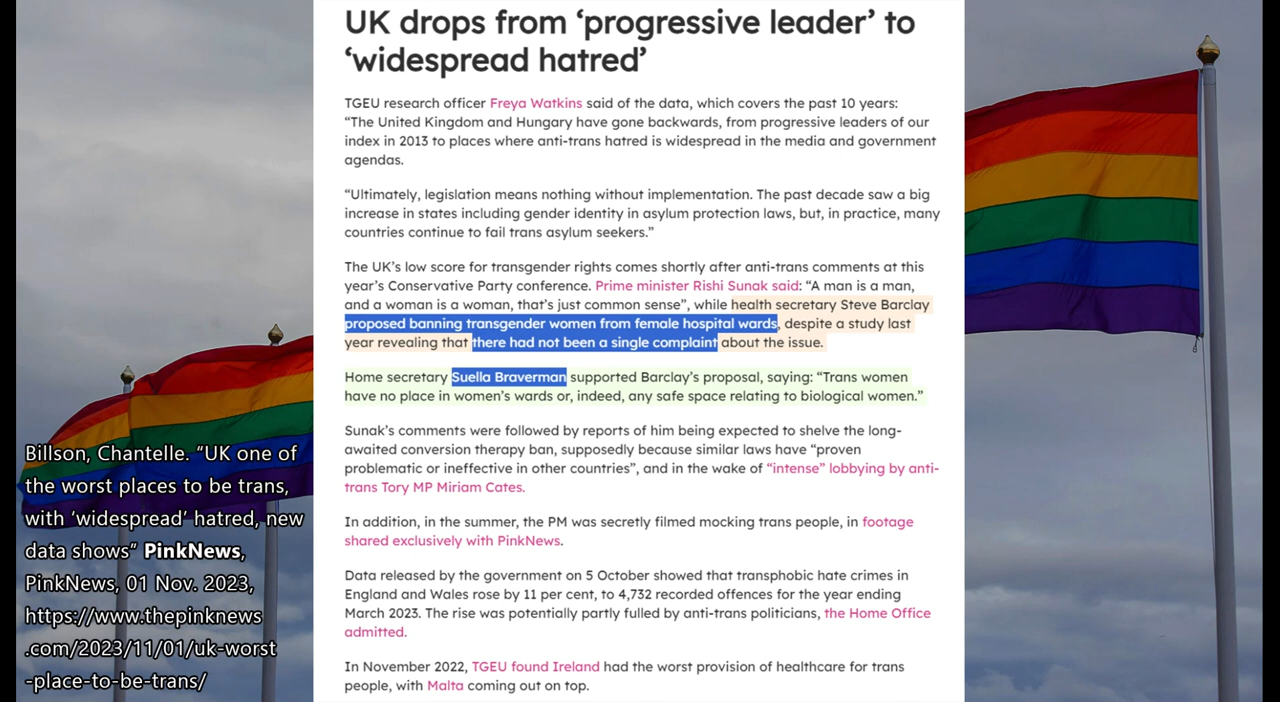 UK drops from ‘progressive leader’ to
‘widespread hatred’
TGEU research officer Freya Watkins said of the data, which covers the past 10 years:
“The United Kingdom and Hungary have gone backwards, from progressive leaders of our
index in 2013 to places where anti-trans hatred is widespread in the media and government
agendas.
“Ultimately, legislation means nothing without implementation. The past decade saw a big
increase in states including gender identity in asylum protection laws, but, in practice, many
countries continue to fail trans asylum seekers.”
The UK’s low score for transgender rights comes shortly after anti-trans comments at this
year’s Conservative Party conference. Prime minister Rishi Sunak said: “A man is a man,
and a woman is a woman, that’s just common sense”, while health secretary Steve Barclay
proposed banning transgender women from female hospital wards, despite a study last
year revealing that there had not been a single complaint about the issue.
Home secretary Suella Braverman supported Barclay’s proposal, saying: “Trans women
have no place in women’s wards or, indeed, any safe space relating to biological women.”
Sunak’s comments were followed by reports of him being expected to shelve the long-
awaited conversion therapy ban, supposedly because similar laws have “proven
problematic or ineffective in other countries”, and in the wake of “intense” lobbying by anti-
trans Tory MP Miriam Cates.
In addition, in the summer, the PM was secretly filmed mocking trans people, in footage
shared exclusively with PinkNews.
Data released by the government on 5 October showed that transphobic hate crimes in
England and Wales rose by 11 per cent, to 4,732 recorded offences for the year ending
March 2023. The rise was potentially partly fulled by anti-trans politicians, the Home Office
admitted.
In November 2022, TGEU found Ireland had the worst provision of healthcare for trans
people, with Malta coming out on top.
Billson, Chantelle. “UK one of
the worst places to be trans,
with ‘widespread’ hatred, new
data shows” PinkNews,
PinkNews, 01 Nov. 2023,
https://www.thepinknews
.com/2023/11/01/uk-worst
-place-to-be-trans/